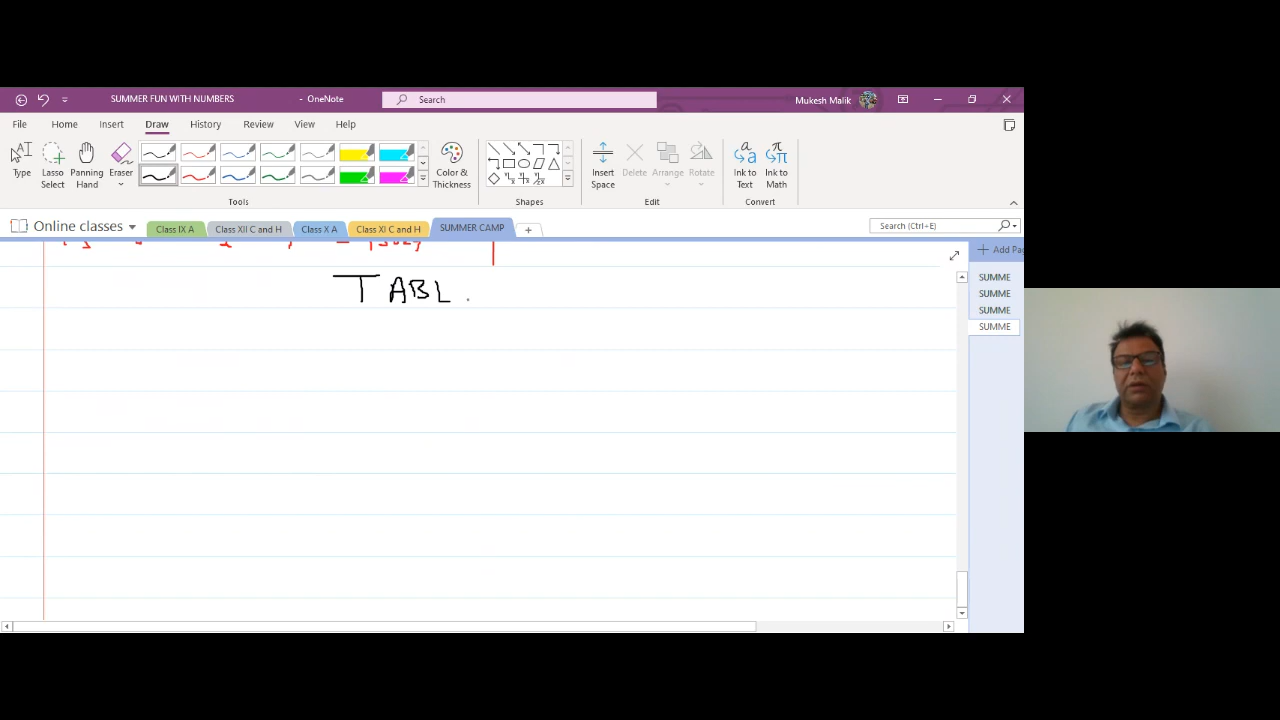 SUMMER FUN WITH NUMBERS - OneNote Search Mukesh Malik
File Home Insert Draw History Review View Help
Type Lasso Select Panning Hand Eraser Color & Thickness Insert Space Delete Arrange Rotate Ink to Text Ink to Math
Tools Shapes Edit Convert
Online classes Class IX A Class XII C and H Class X A Class XI C and H SUMMER CAMP + Search (Ctrl+E)
Add Pag
TABL
SUMME
SUMME
SUMME
SUMME